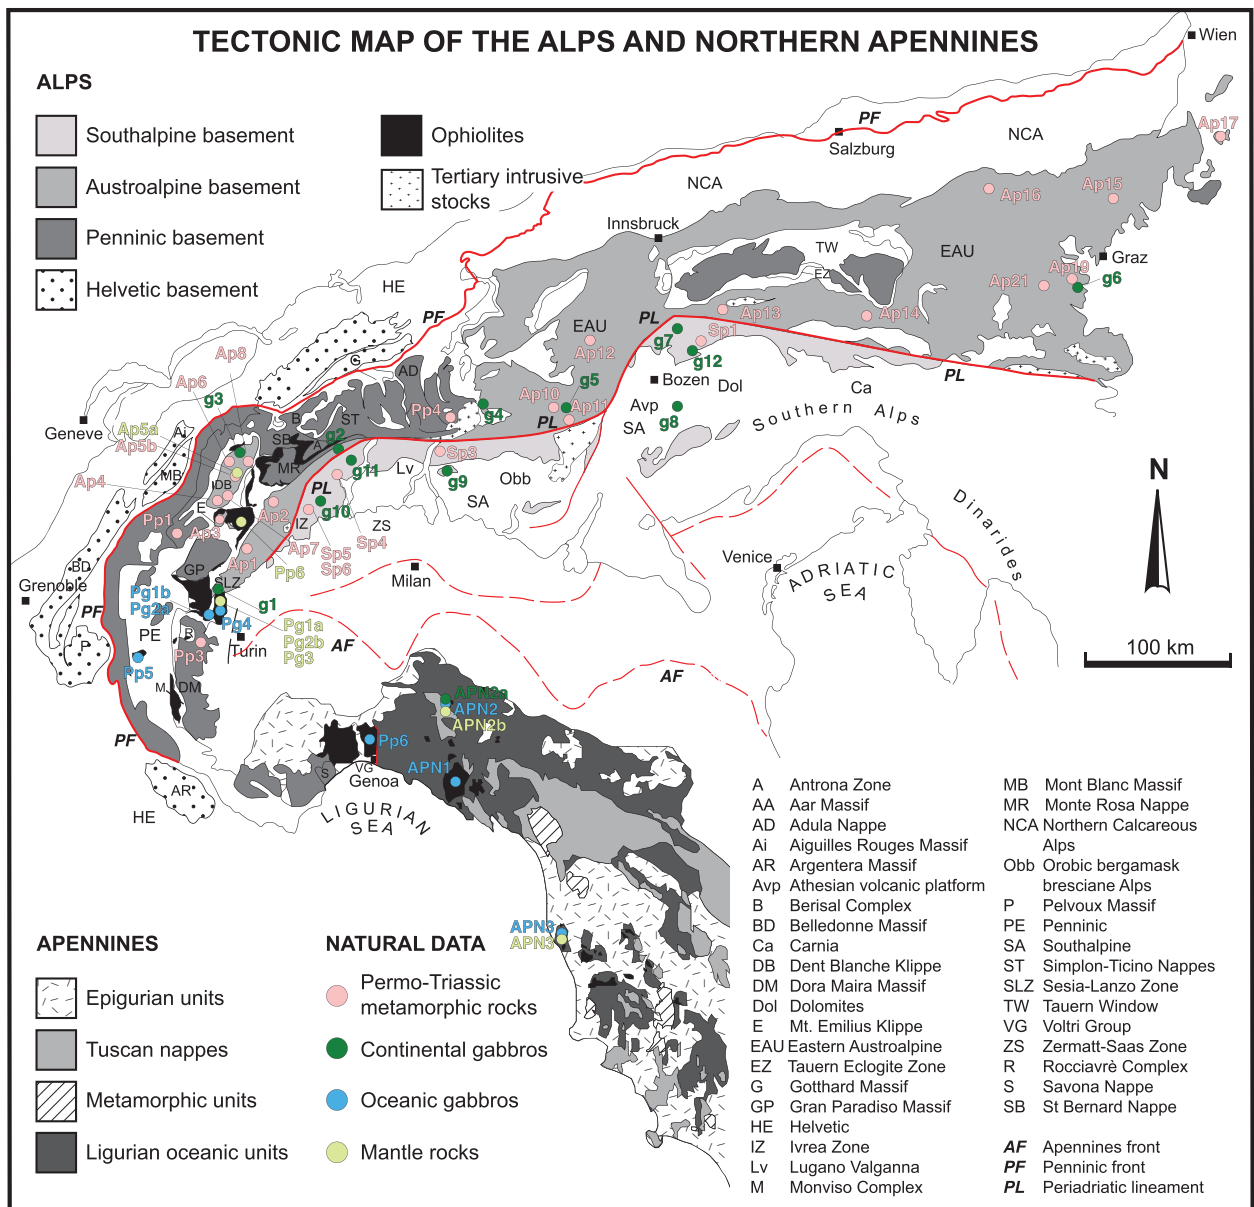 TECTONIC MAP OF THE ALPS AND NORTHERN APENNINES
Wien
ALPS
Southalpine basement
Austroalpine basement
Penninic basement
Helvetic basement
Ophiolites
Tertiary intrusive
stocks
PF
Salzburg
NCA
NCA
Ap17
Innsbruck
Ap16
Ap15
TW
EZ
EAU
Graz
Ap19
Ap21
g6
HE
PF
EAU
PL
Ap12
g7
Sp1
g12
Ap13
Ap14
PL
Ap8
Ap6
g3
G
AD
Ap10
g5
Ap11
PL
Bozen
Dol
Ca
Avp
SA
g8
Southern Alps
Geneve
Ap5a
Ap5b
Ai
B
ST
SB
g2
A
MR
Pp4
g4
Sp3
g9
Lv
Obb
SA
g11
PL
g10
MB
DB
E
Ap4
Pp1
Ap3
Ap2
IZ
ZS
Ap7
Sp5
Sp4
Sp6
Pp6
Ap1
Milan
Venice
ADRIATIC
SEA
Dinarides
N
100 km
BD
Grenoble
PF
P
GP
SLZ
Pg1b
Pg2a
g1
Pg4
Pg1a
Pg2b
Pg3
PE
R
Turin
AF
AF
Pp3
Pp5
M
DM
PF
AR
HE
S
VG
Genoa
Pp6
LIGURIAN
SEA
APN2a
APN2
APN2b
APN1
APN3
APN3
APENNINES
Epigurian units
Tuscan nappes
Metamorphic units
Ligurian oceanic units
NATURAL DATA
Permo-Triassic
metamorphic rocks
Continental gabbros
Oceanic gabbros
Mantle rocks
A Antrona Zone
AA Aar Massif
AD Adula Nappe
Ai Aiguilles Rouges Massif
AR Argentera Massif
Avp Athesian volcanic platform
B Berisal Complex
BD Belledonne Massif
Ca Carnia
DB Dent Blanche Klippe
DM Dora Maira Massif
Dol Dolomites
E Mt. Emilius Klippe
EAU Eastern Austroalpine
EZ Tauern Eclogite Zone
G Gotthard Massif
GP Gran Paradiso Massif
HE Helvetic
IZ Ivrea Zone
Lv Lugano Valganna
M Monviso Complex
MB Mont Blanc Massif
MR Monte Rosa Nappe
NCA Northern Calcareous
Alps
Obb Orobic bergamask
bresciane Alps
P Pelvoux Massif
PE Penninic
SA Southalpine
ST Simplon-Ticino Nappes
SLZ Sesia-Lanzo Zone
TW Tauern Window
VG Voltri Group
ZS Zermatt-Saas Zone
R Rocciavrè Complex
S Savona Nappe
SB St Bernard Nappe
AF Apennines front
PF Penninic front
PL Periadriatic lineament